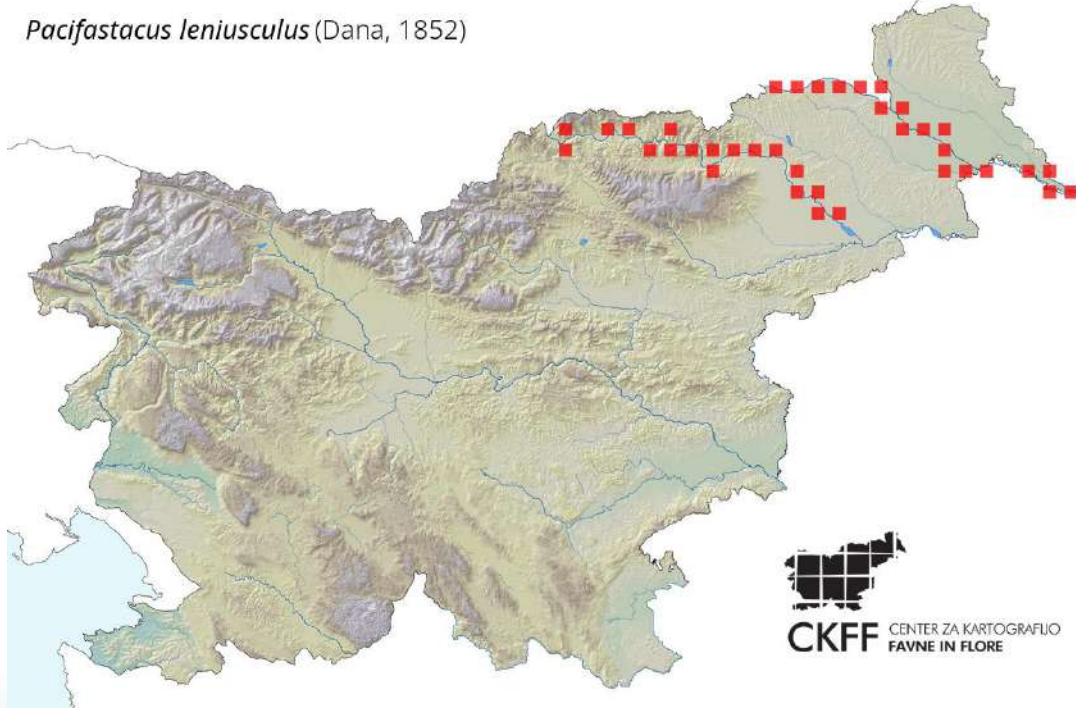 Pacifastacus leniusculus (Dana, 1852)
CKFF
CENTER ZA KARTOGRAFIJO
FAVNE IN FLORE